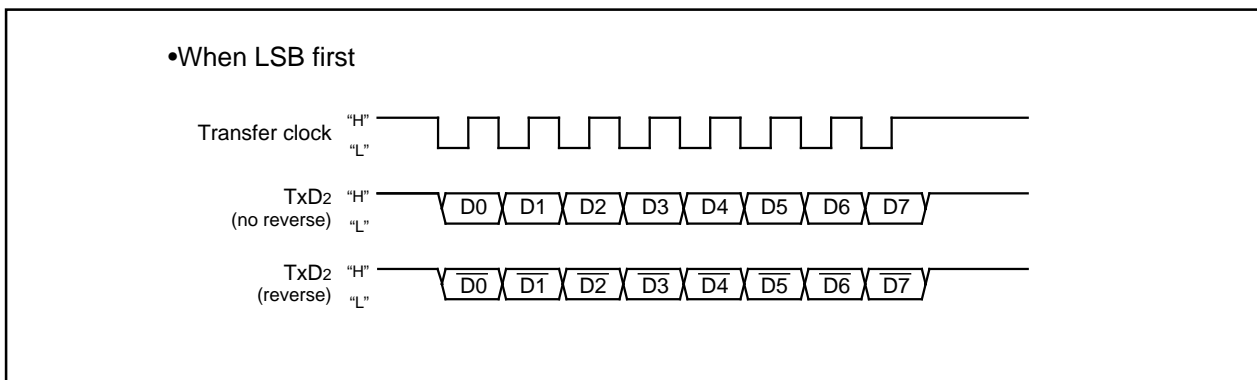 •When LSB first
Transfer clock “H”
“L”
TxD2 “H”
(no reverse) “L”
D0 D1 D2 D3 D4 D5 D6 D7
TxD2 “H”
(reverse) “L”
D0 D1 D2 D3 D4 D5 D6 D7